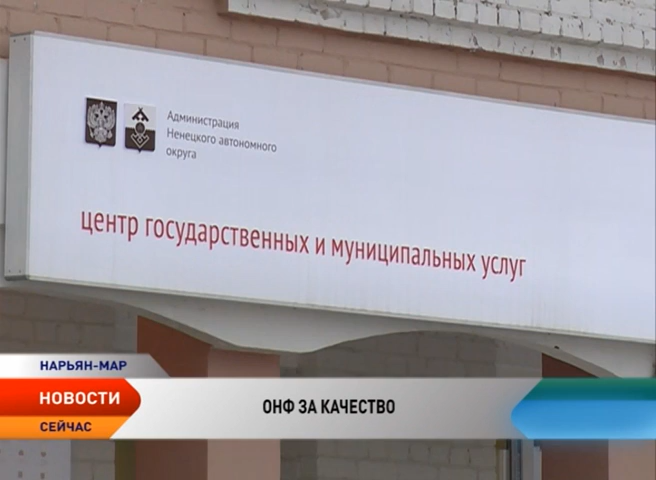 Администрация
Ненецкого автономного
округа
центр государственных и муниципальных услуг
НАРЬЯН-МАР
НОВОСТИ
СЕЙЧАС
ОНФ ЗА КАЧЕСТВО